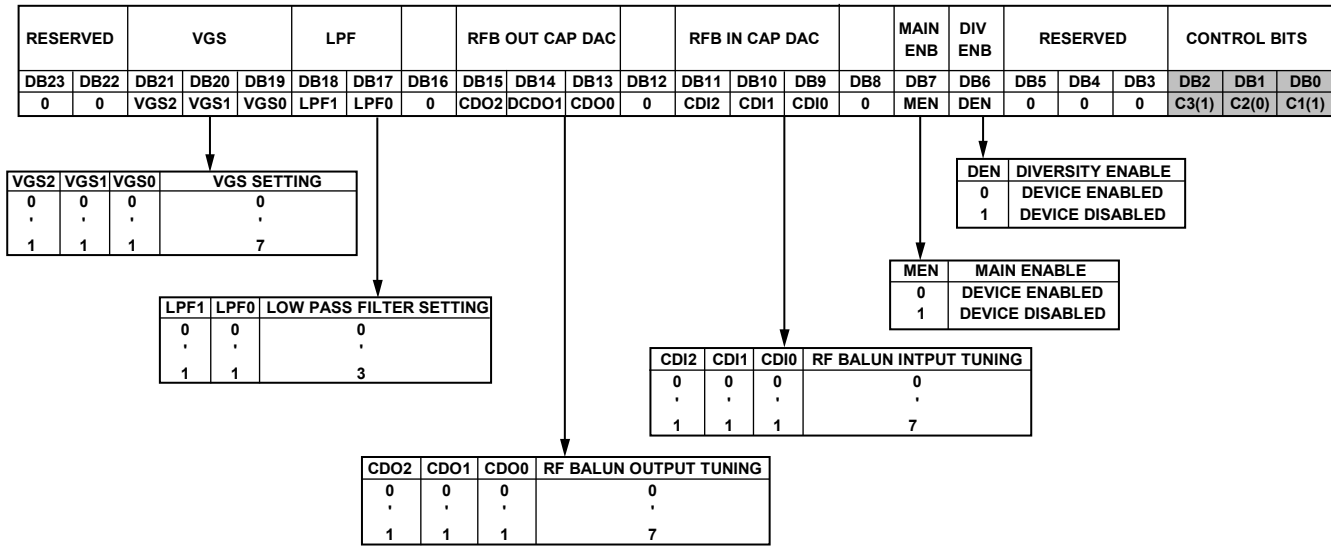 RESERVED VGS LPF RFB OUT CAP DAC RFB IN CAP DAC MAIN ENB DIV ENB RESERVED CONTROL BITS
DB23 DB22 DB21 DB20 DB19 DB18 DB17 DB16 DB15 DB14 DB13 DB12 DB11 DB10 DB9 DB8 DB7 DB6 DB5 DB4 DB3 DB2 DB1 DB0
0 0 VGS2 VGS1 VGS0 LPF1 LPF0 0 CDO2 DCDO1 CDO0 0 CDI2 CDI1 CDI0 0 MEN DEN 0 0 0 C3(1) C2(0) C1(1)
VGS2 VGS1 VGS0 VGS SETTING
0 0 0 0
' ' ' '
1 1 1 7
DEN DIVERSITY ENABLE
0 DEVICE ENABLED
1 DEVICE DISABLED
MEN MAIN ENABLE
0 DEVICE ENABLED
1 DEVICE DISABLED
LPF1 LPF0 LOW PASS FILTER SETTING
0 0 0
' ' '
1 1 3
CDI2 CDI1 CDI0 RF BALUN INTPUT TUNING
0 0 0 0
' ' ' '
1 1 1 7
CDO2 CDO1 CDO0 RF BALUN OUTPUT TUNING
0 0 0 0
' ' ' '
1 1 1 7